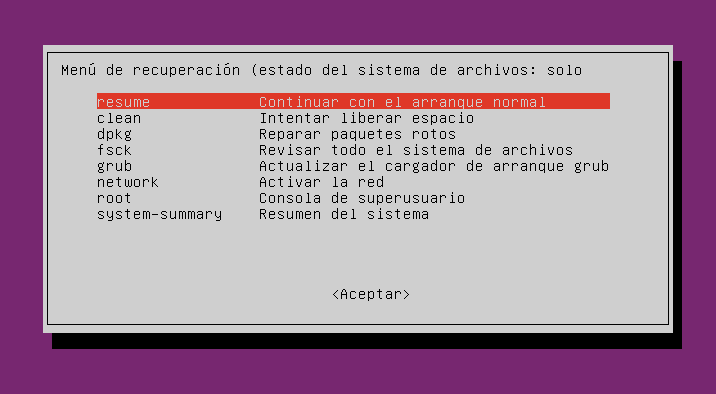 Menú de recuperación (estado del sistema de archivos: solo
resume Continuar con el arranque normal
clean Intentar liberar espacio
dpkg Reparar paquetes rotos
fsck Revisar todo el sistema de archivos
grub Actualizar el cargador de arranque grub
network Activar la red
root Consola de superusuario
system-summary Resumen del sistema
<Aceptar>